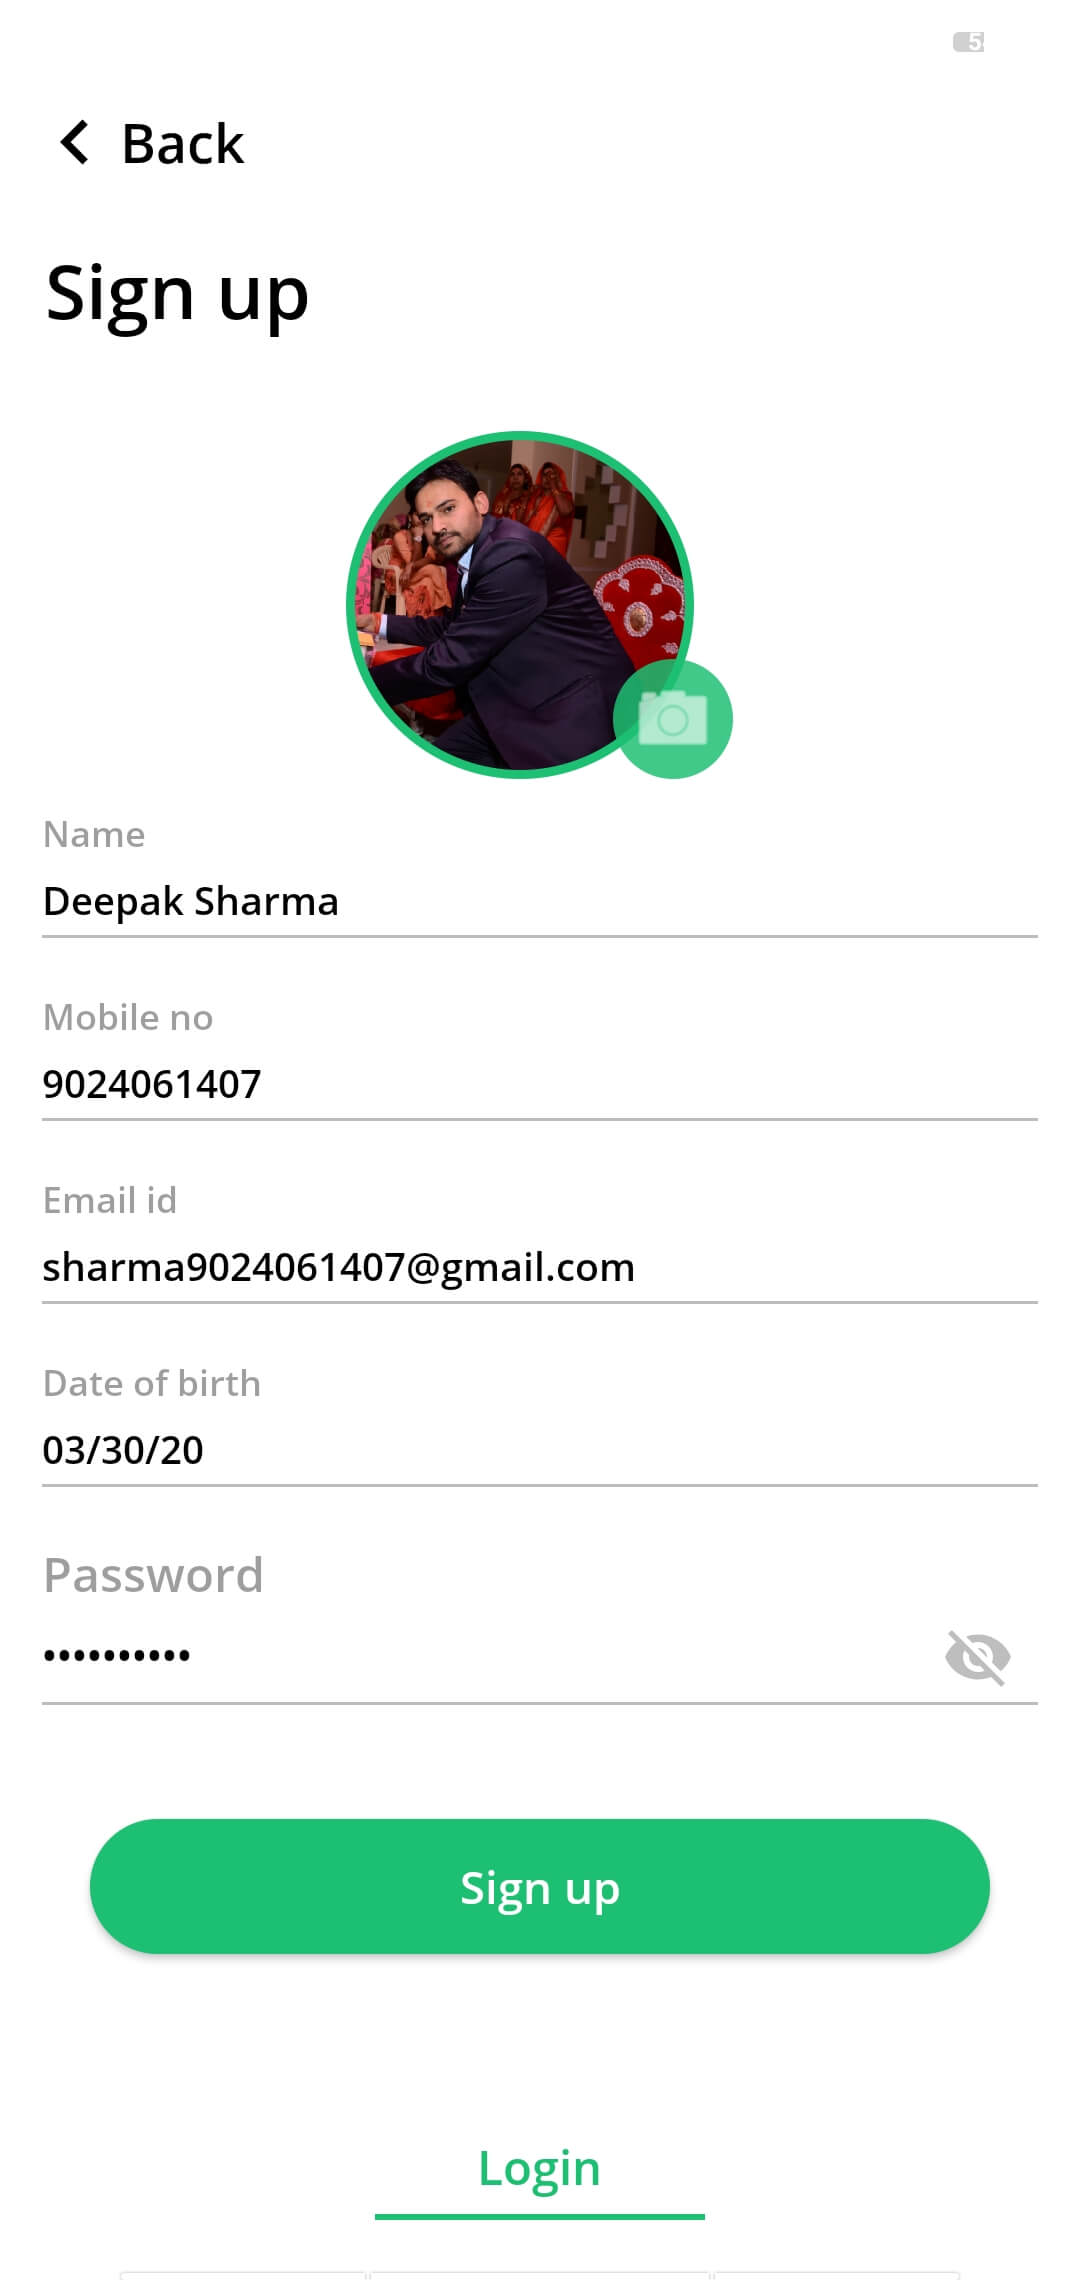 Back
Sign up
Name
Deepak Sharma
Mobile no
9024061407
Email id
sharma9024061407@gmail.com
Date of birth
03/30/20
Password
••••••••••
Sign up
Login